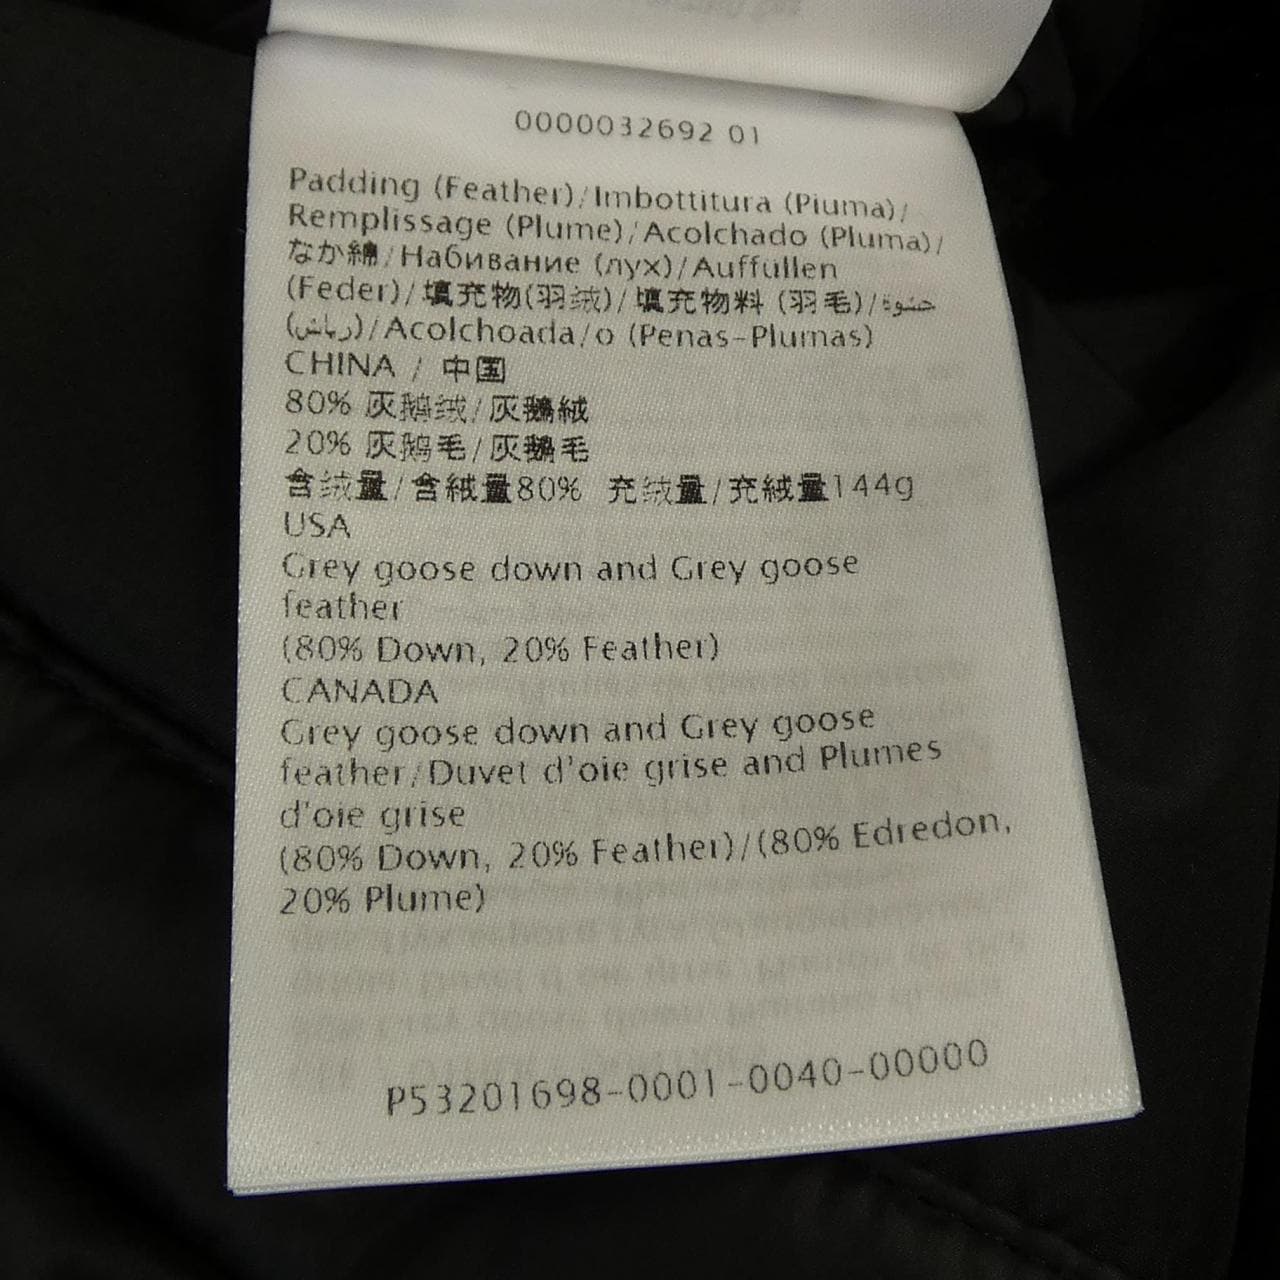 0000032692 01
Padding (Feather)/Imbottitura (Piuma)/
Remplissage (Plume)/Acolchado (Pluma)/
なか綿/Набивание (лух)/Auffullen
(Feder)/填充物(羽绒)/填充物料 (羽毛)/حشوة
(رياش)/Acolchoada/o (Penas-Plumas)
CHINA / 中国
80% 灰鹅绒/灰鵝絨
20% 灰鹅毛/灰鵝毛
含绒量/含絨量80% 充绒量/充絨量144g
USA
Grey goose down and Grey goose
feather
(80% Down, 20% Feather)
CANADA
Grey goose down and Grey goose
feather/Duvet d'oie grise and Plumes
d'oie grise
(80% Down, 20% Feather)/(80% Edredon,
20% Plume)
P53201698-0001-0040-00000